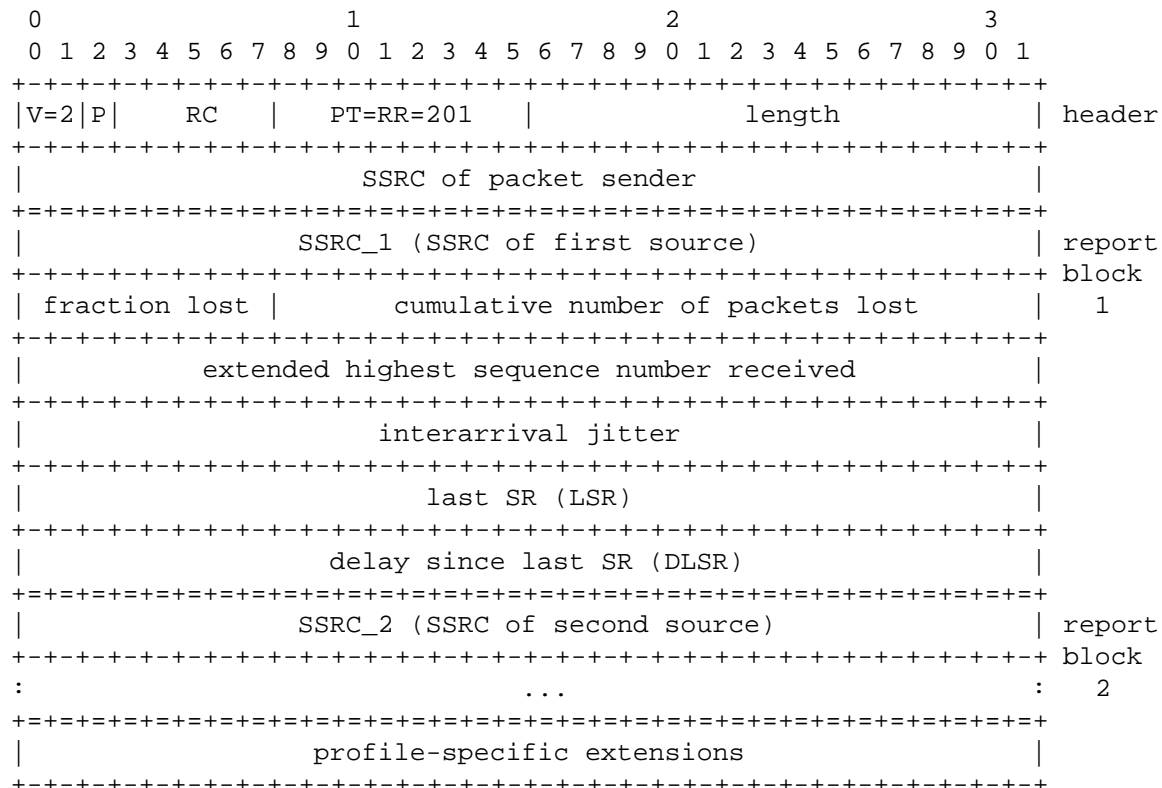 0                   1                   2                   3
 0 1 2 3 4 5 6 7 8 9 0 1 2 3 4 5 6 7 8 9 0 1 2 3 4 5 6 7 8 9 0 1
+-+-+-+-+-+-+-+-+-+-+-+-+-+-+-+-+-+-+-+-+-+-+-+-+-+-+-+-+-+-+-+-+
|V=2|P|    RC   |   PT=RR=201   |             length            | header
+-+-+-+-+-+-+-+-+-+-+-+-+-+-+-+-+-+-+-+-+-+-+-+-+-+-+-+-+-+-+-+-+
|                     SSRC of packet sender                     |
+=+=+=+=+=+=+=+=+=+=+=+=+=+=+=+=+=+=+=+=+=+=+=+=+=+=+=+=+=+=+=+=+
|                 SSRC_1 (SSRC of first source)                 | report
+-+-+-+-+-+-+-+-+-+-+-+-+-+-+-+-+-+-+-+-+-+-+-+-+-+-+-+-+-+-+-+-+ block
| fraction lost |       cumulative number of packets lost       |   1
+-+-+-+-+-+-+-+-+-+-+-+-+-+-+-+-+-+-+-+-+-+-+-+-+-+-+-+-+-+-+-+-+
|           extended highest sequence number received           |
+-+-+-+-+-+-+-+-+-+-+-+-+-+-+-+-+-+-+-+-+-+-+-+-+-+-+-+-+-+-+-+-+
|                      interarrival jitter                      |
+-+-+-+-+-+-+-+-+-+-+-+-+-+-+-+-+-+-+-+-+-+-+-+-+-+-+-+-+-+-+-+-+
|                         last SR (LSR)                         |
+-+-+-+-+-+-+-+-+-+-+-+-+-+-+-+-+-+-+-+-+-+-+-+-+-+-+-+-+-+-+-+-+
|                   delay since last SR (DLSR)                  |
+=+=+=+=+=+=+=+=+=+=+=+=+=+=+=+=+=+=+=+=+=+=+=+=+=+=+=+=+=+=+=+=+
|                 SSRC_2 (SSRC of second source)                | report
+-+-+-+-+-+-+-+-+-+-+-+-+-+-+-+-+-+-+-+-+-+-+-+-+-+-+-+-+-+-+-+-+ block
:                               ...                             :   2
+=+=+=+=+=+=+=+=+=+=+=+=+=+=+=+=+=+=+=+=+=+=+=+=+=+=+=+=+=+=+=+=+
|                  profile-specific extensions                  |
+-+-+-+-+-+-+-+-+-+-+-+-+-+-+-+-+-+-+-+-+-+-+-+-+-+-+-+-+-+-+-+-+